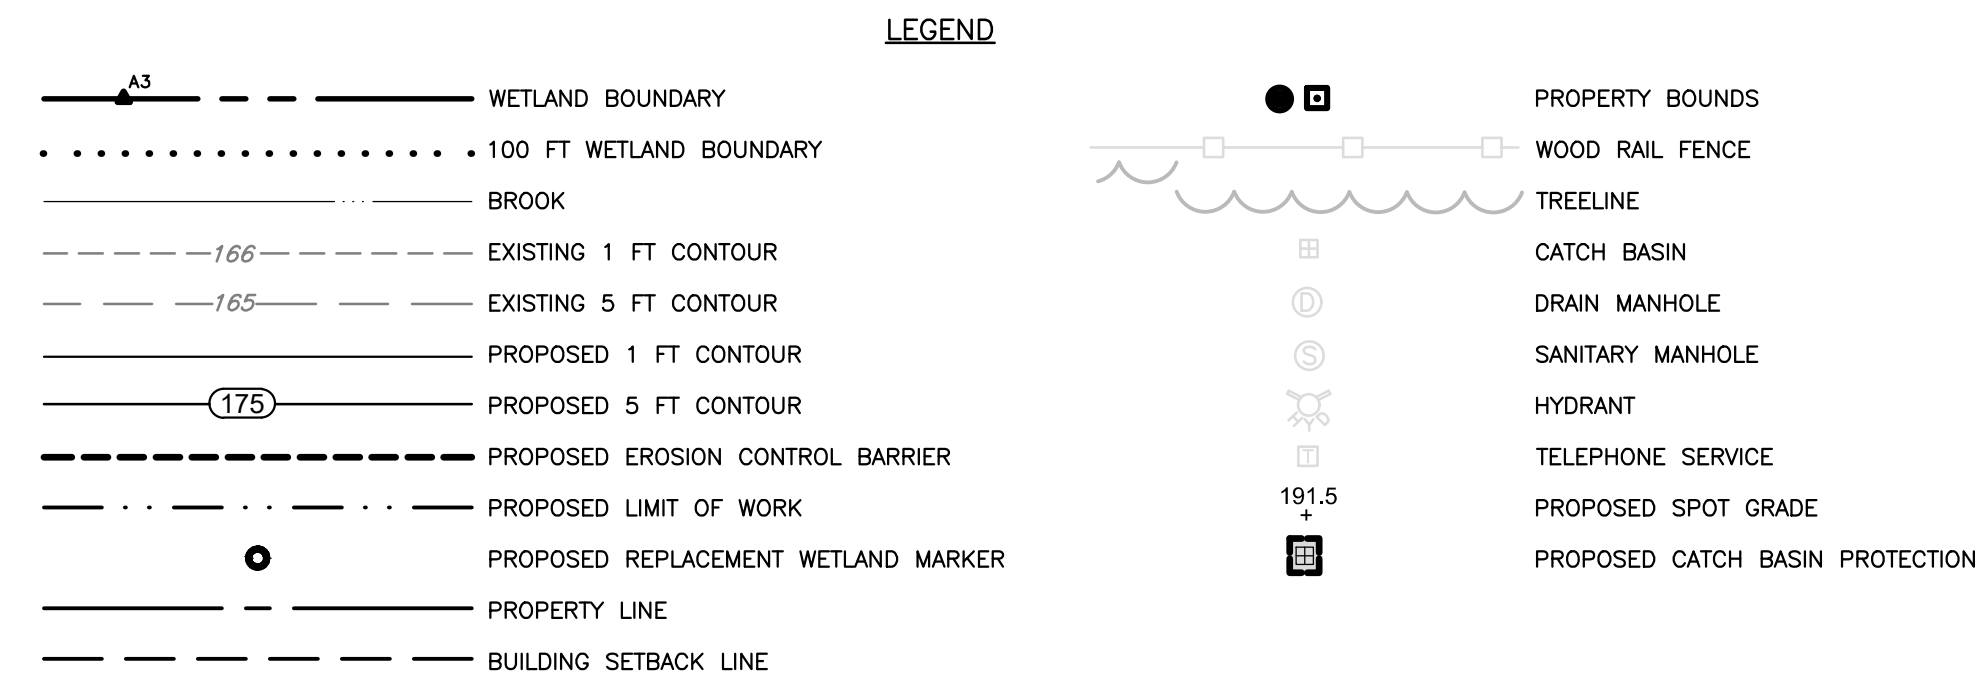 LEGEND
A3
WETLAND BOUNDARY
100 FT WETLAND BOUNDARY
BROOK
166 EXISTING 1 FT CONTOUR
165 EXISTING 5 FT CONTOUR
PROPOSED 1 FT CONTOUR
175 PROPOSED 5 FT CONTOUR
PROPOSED EROSION CONTROL BARRIER
PROPOSED LIMIT OF WORK
PROPOSED REPLACEMENT WETLAND MARKER
PROPERTY LINE
BUILDING SETBACK LINE
PROPERTY BOUNDS
WOOD RAIL FENCE
TREELINE
CATCH BASIN
D DRAIN MANHOLE
S SANITARY MANHOLE
HYDRANT
T TELEPHONE SERVICE
191.5
+ PROPOSED SPOT GRADE
PROPOSED CATCH BASIN PROTECTION